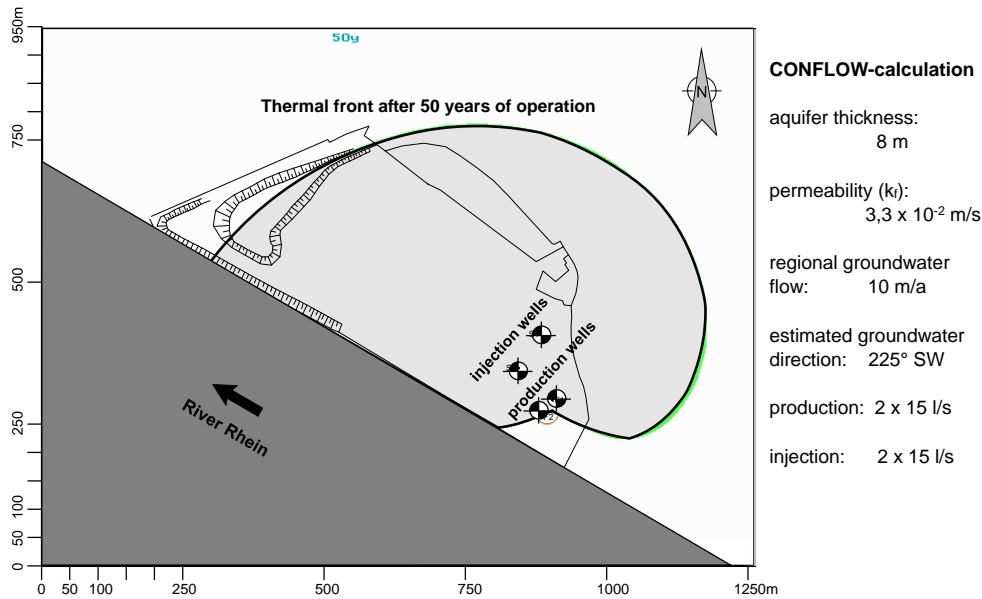 50y
Thermal front after 50 years of operation
N
injection wells
production wells
River Rhein
950m
750
500
250
100
50
0
0
50
100
250
500
750
1000
1250m
CONFLOW-calculation
aquifer thickness:
8 m
permeability (kf):
3,3 x 10-2 m/s
regional groundwater
flow: 10 m/a
estimated groundwater
direction: 225° SW
production: 2 x 15 l/s
injection: 2 x 15 l/s